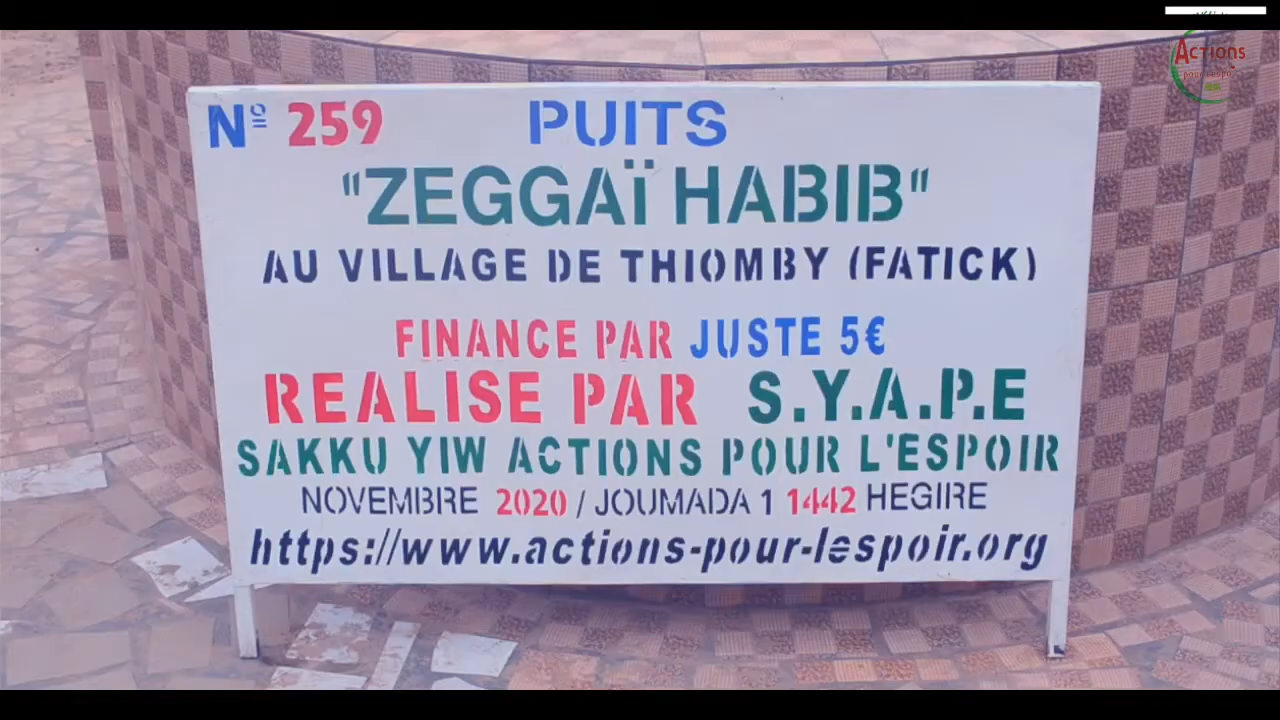 Nº 259 PUITS
"ZEGGAÏ HABIB"
AU VILLAGE DE THIOMBY (FATICK)
FINANCE PAR JUSTE 5€
REALISE PAR S.Y.A.P.E
SAKKU YIW ACTIONS POUR L'ESPOIR
NOVEMBRE 2020 / JOUMADA 1 1442 HEGIRE
https://www.actions-pour-lespoir.org
Actions
pour l'espoir